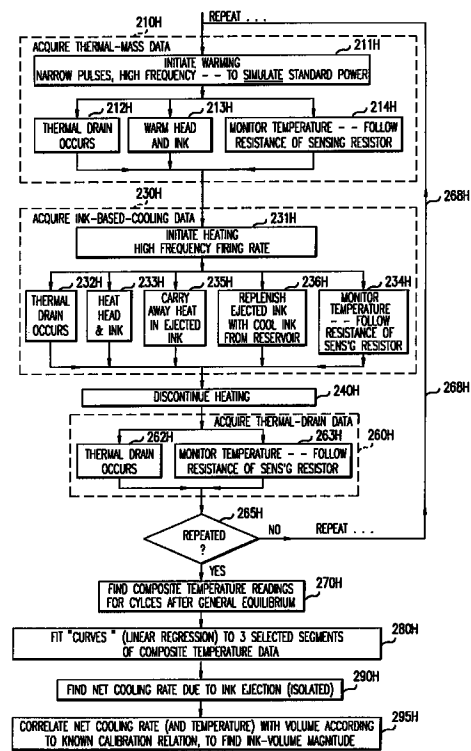 210H
REPEAT . . .
ACQUIRE THERMAL-MASS DATA
211H
INITIATE WARMING
NARROW PULSES, HIGH FREQUENCY - - TO SIMULATE STANDARD POWER
212H
213H
214H
THERMAL DRAIN
OCCURS
WARM HEAD
AND INK
MONITOR TEMPERATURE - - FOLLOW
RESISTANCE OF SENSING RESISTOR
268H
230H
ACQUIRE INK-BASED-COOLING DATA
231H
INITIATE HEATING
HIGH FREQUENCY FIRING RATE
232H
233H
235H
236H
234H
THERMAL
DRAIN
OCCURS
HEAT
HEAD
& INK
CARRY
AWAY HEAT
IN EJECTED
INK
REPLENISH
EJECTED INK
WITH COOL INK
FROM RESERVOIR
MONITOR
TEMPERATURE
- - FOLLOW
RESISTANCE OF
SENS'G RESISTOR
268H
240H
DISCONTINUE HEATING
ACQUIRE THERMAL-DRAIN DATA
262H
263H
260H
THERMAL DRAIN
OCCURS
MONITOR TEMPERATURE - - FOLLOW
RESISTANCE OF SENS'G RESISTOR
265H
REPEATED
?
NO
REPEAT . . .
YES
270H
FIND COMPOSITE TEMPERATURE READINGS
FOR CYLCES AFTER GENERAL EQUILIBRIUM
280H
FIT "CURVES" (LINEAR REGRESSION) TO 3 SELECTED SEGMENTS
OF COMPOSITE TEMPERATURE DATA
290H
FIND NET COOLING RATE DUE TO INK EJECTION (ISOLATED)
295H
CORRELATE NET COOLING RATE (AND TEMPERATURE) WITH VOLUME ACCORDING
TO KNOWN CALIBRATION RELATION, TO FIND INK-VOLUME MAGNITUDE